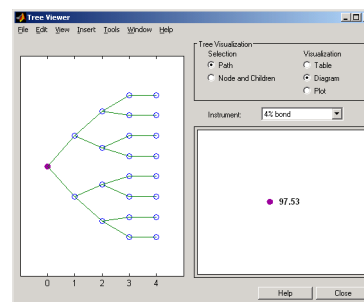 Tree Viewer
File Edit View Insert Tools Window Help
Tree Visualization
Selection
Visualization
Path
Table
Node and Children
Diagram
Plot
Instrument:
4% bond
97.53
0 1 2 3 4
Help
Close